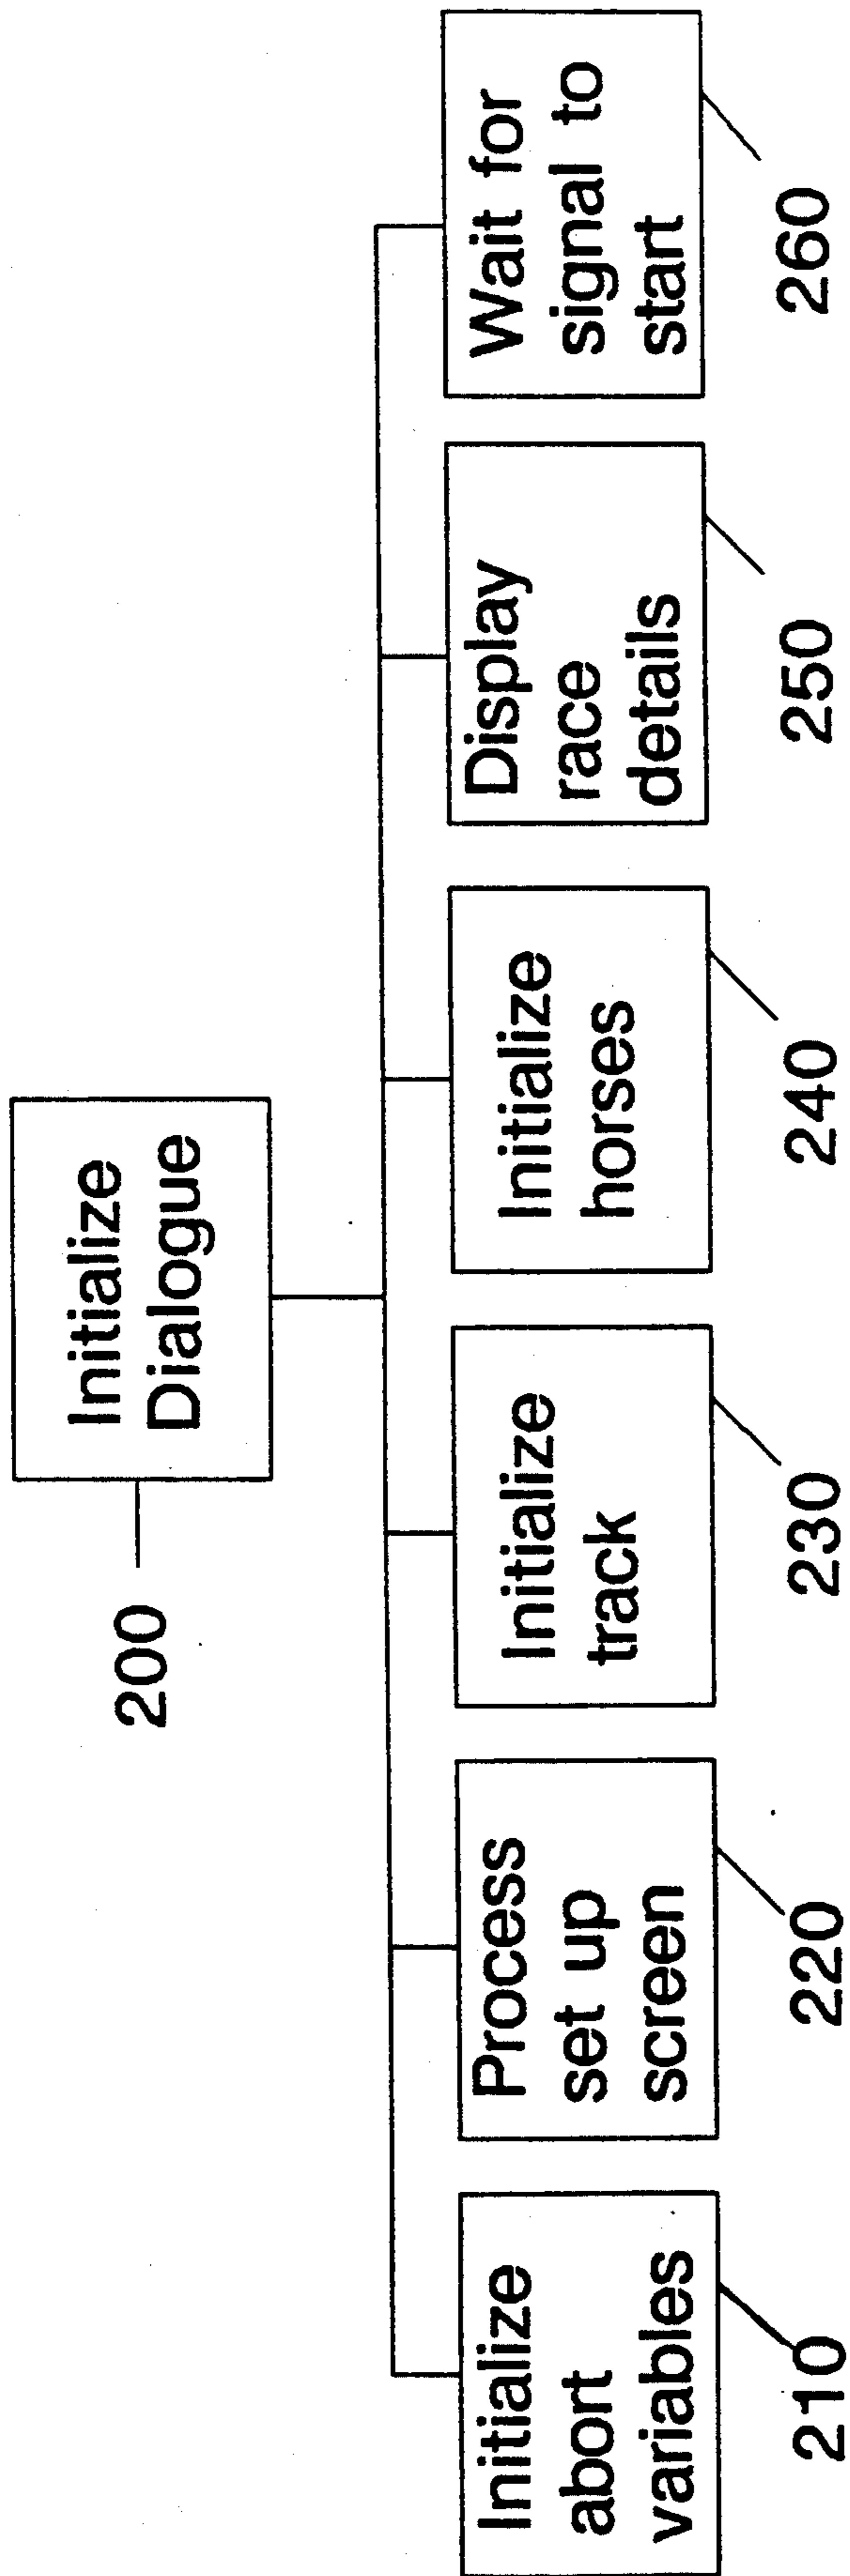 Initialize
Dialogue
200
Initialize
abort
variables
210
Process
set up
screen
220
Initialize
track
230
Initialize
horses
240
Display
race
details
250
Wait for
signal to
start
260